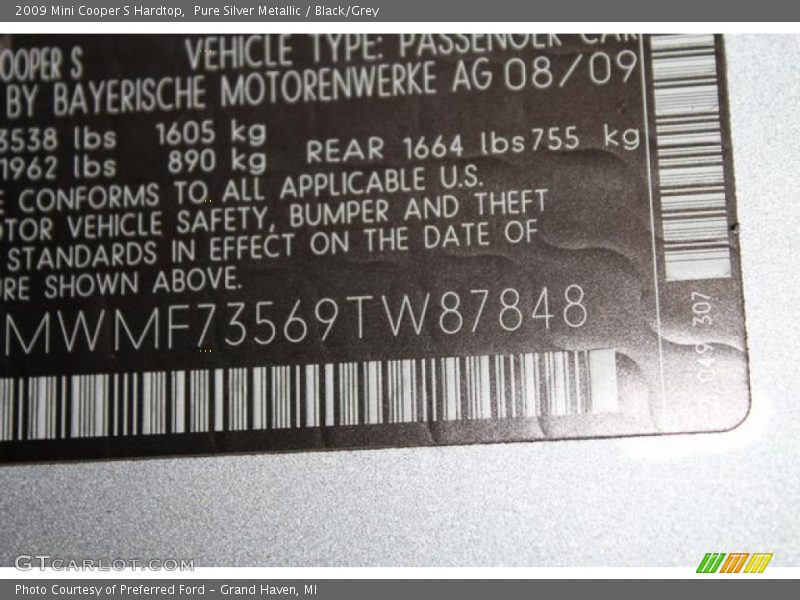 2009 Mini Cooper S Hardtop,  Pure Silver Metallic / Black/Grey
OOPER S
VEHICLE TYPE: PASSENGER CAR
BY BAYERISCHE MOTORENWERKE AG 08/09
3538 lbs 1605 kg
1962 lbs 890 kg REAR 1664 lbs 755 kg
E CONFORMS TO ALL APPLICABLE U.S.
OTOR VEHICLE SAFETY, BUMPER AND THEFT
STANDARDS IN EFFECT ON THE DATE OF
URE SHOWN ABOVE.
MWMF73569TW87848
049 307
GTCARLOT.COM
Photo Courtesy of Preferred Ford – Grand Haven, MI